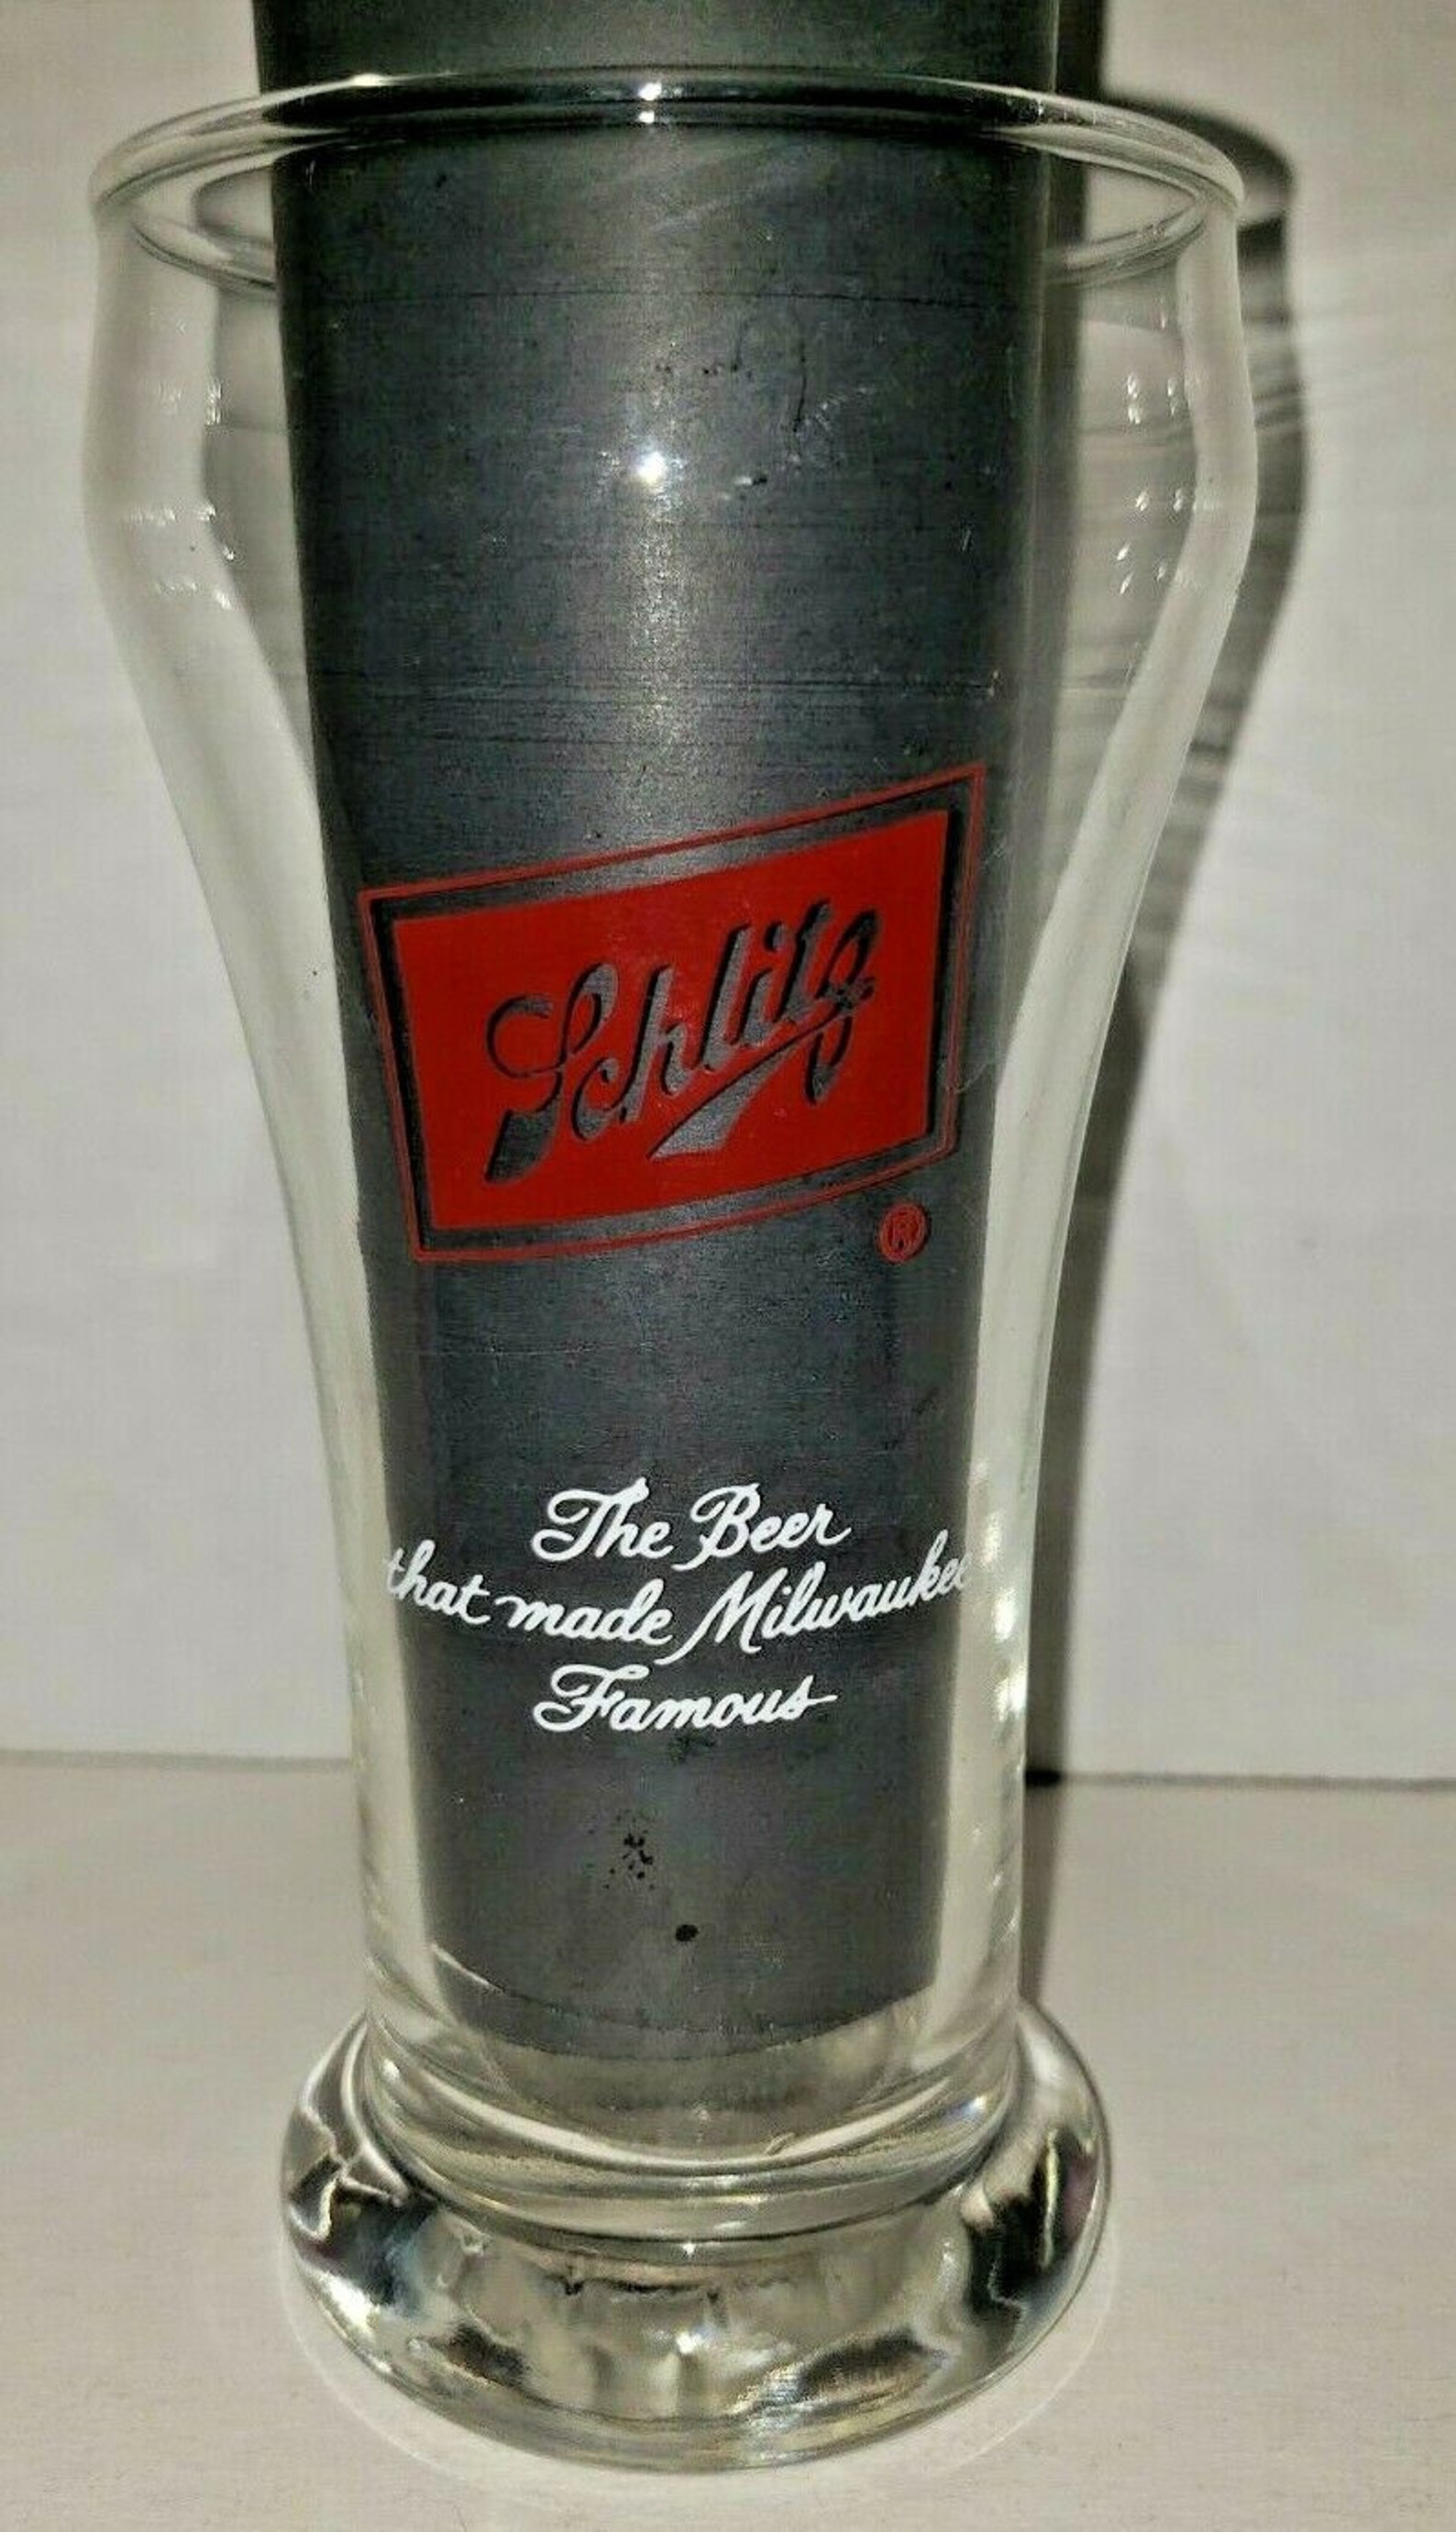 Schlitz
®
The Beer
that made Milwaukee
Famous